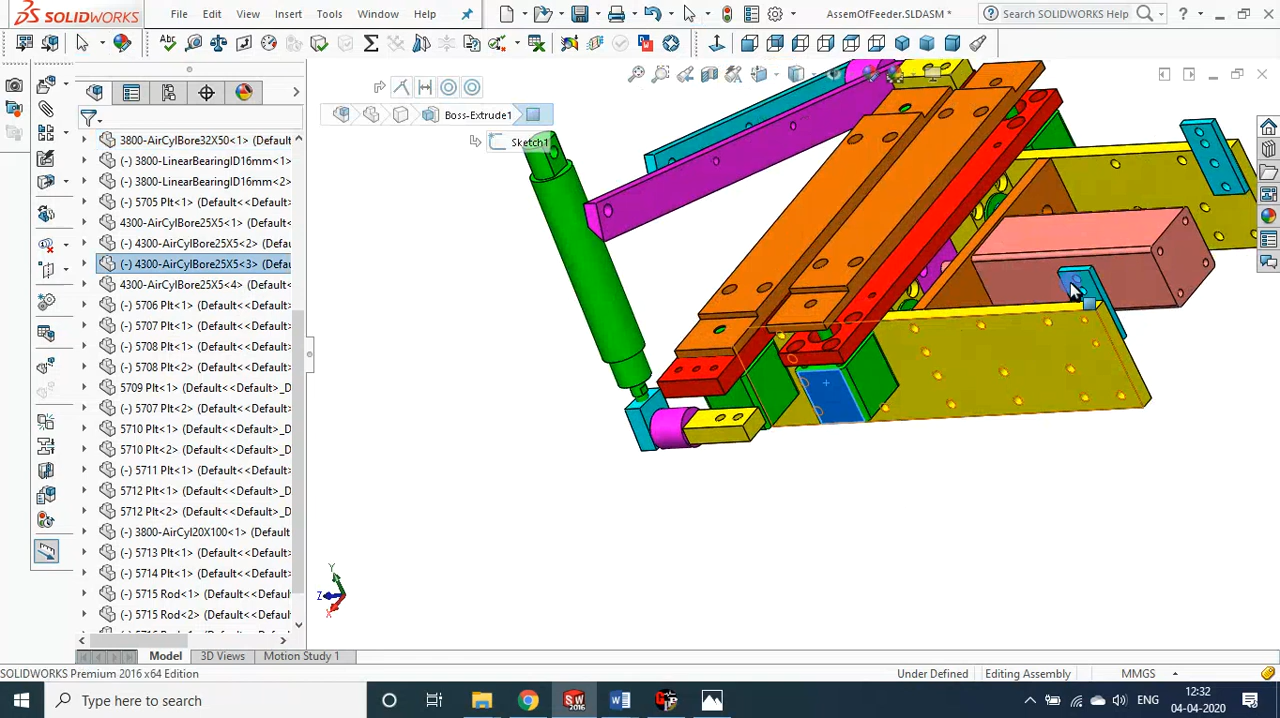 SOLIDWORKS File Edit View Insert Tools Window Help AssemOfFeeder.SLDASM * Search SOLIDWORKS Help ?
Boss-Extrude1
Sketch1
3800-AirCylBore32X50<1> (Default
(-) 3800-LinearBearingID16mm<1>
(-) 3800-LinearBearingID16mm<2>
(-) 5705 Plt<1> (Default<<Default>
4300-AirCylBore25X5<1> (Default
(-) 4300-AirCylBore25X5<2> (Defau
(-) 4300-AirCylBore25X5<3> (Defau
4300-AirCylBore25X5<4> (Default
(-) 5706 Plt<1> (Default<<Default>
(-) 5707 Plt<1> (Default<<Default>
(-) 5708 Plt<1> (Default<<Default>
(-) 5708 Plt<2> (Default<<Default>
(-) 5709 Plt<1> (Default<<Default>_D
(-) 5707 Plt<2> (Default<<Default>_D
(-) 5710 Plt<1> (Default<<Default>_D
(-) 5710 Plt<2> (Default<<Default>_D
(-) 5711 Plt<1> (Default<<Default>_D
(-) 5712 Plt<1> (Default<<Default>_D
(-) 5712 Plt<2> (Default<<Default>_D
(-) 3800-AirCyl20X100<1> (Default
(-) 5713 Plt<1> (Default<<Default>
(-) 5714 Plt<1> (Default<<Default>
(-) 5715 Rod<1> (Default<<Default
(-) 5715 Rod<2> (Default<<Default
Y
Z
X
Model 3D Views Motion Study 1
SOLIDWORKS Premium 2016 x64 Edition Under Defined Editing Assembly MMGS
Type here to search ENG 12:32
04-04-2020